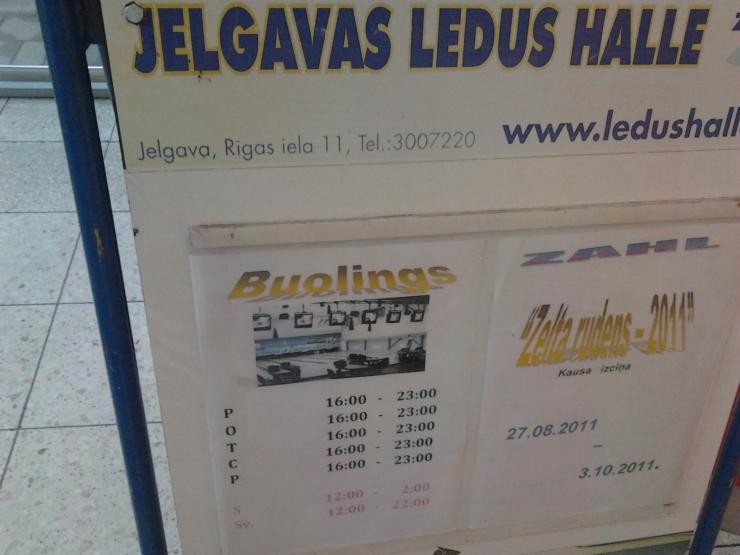 JELGAVAS LEDUS HALLE
Jelgava, Rīgas iela 11, Tel.:3007220
www.ledushall
Buolings
P 16:00 - 23:00
O 16:00 - 23:00
T 16:00 - 23:00
C 16:00 - 23:00
P 16:00 - 23:00
S 12:00 - 2:00
Sv. 12:00 - 22:00
ZAHL
"Zelta rudens - 2011"
Kausa izciņa
27.08.2011
–
3.10.2011.